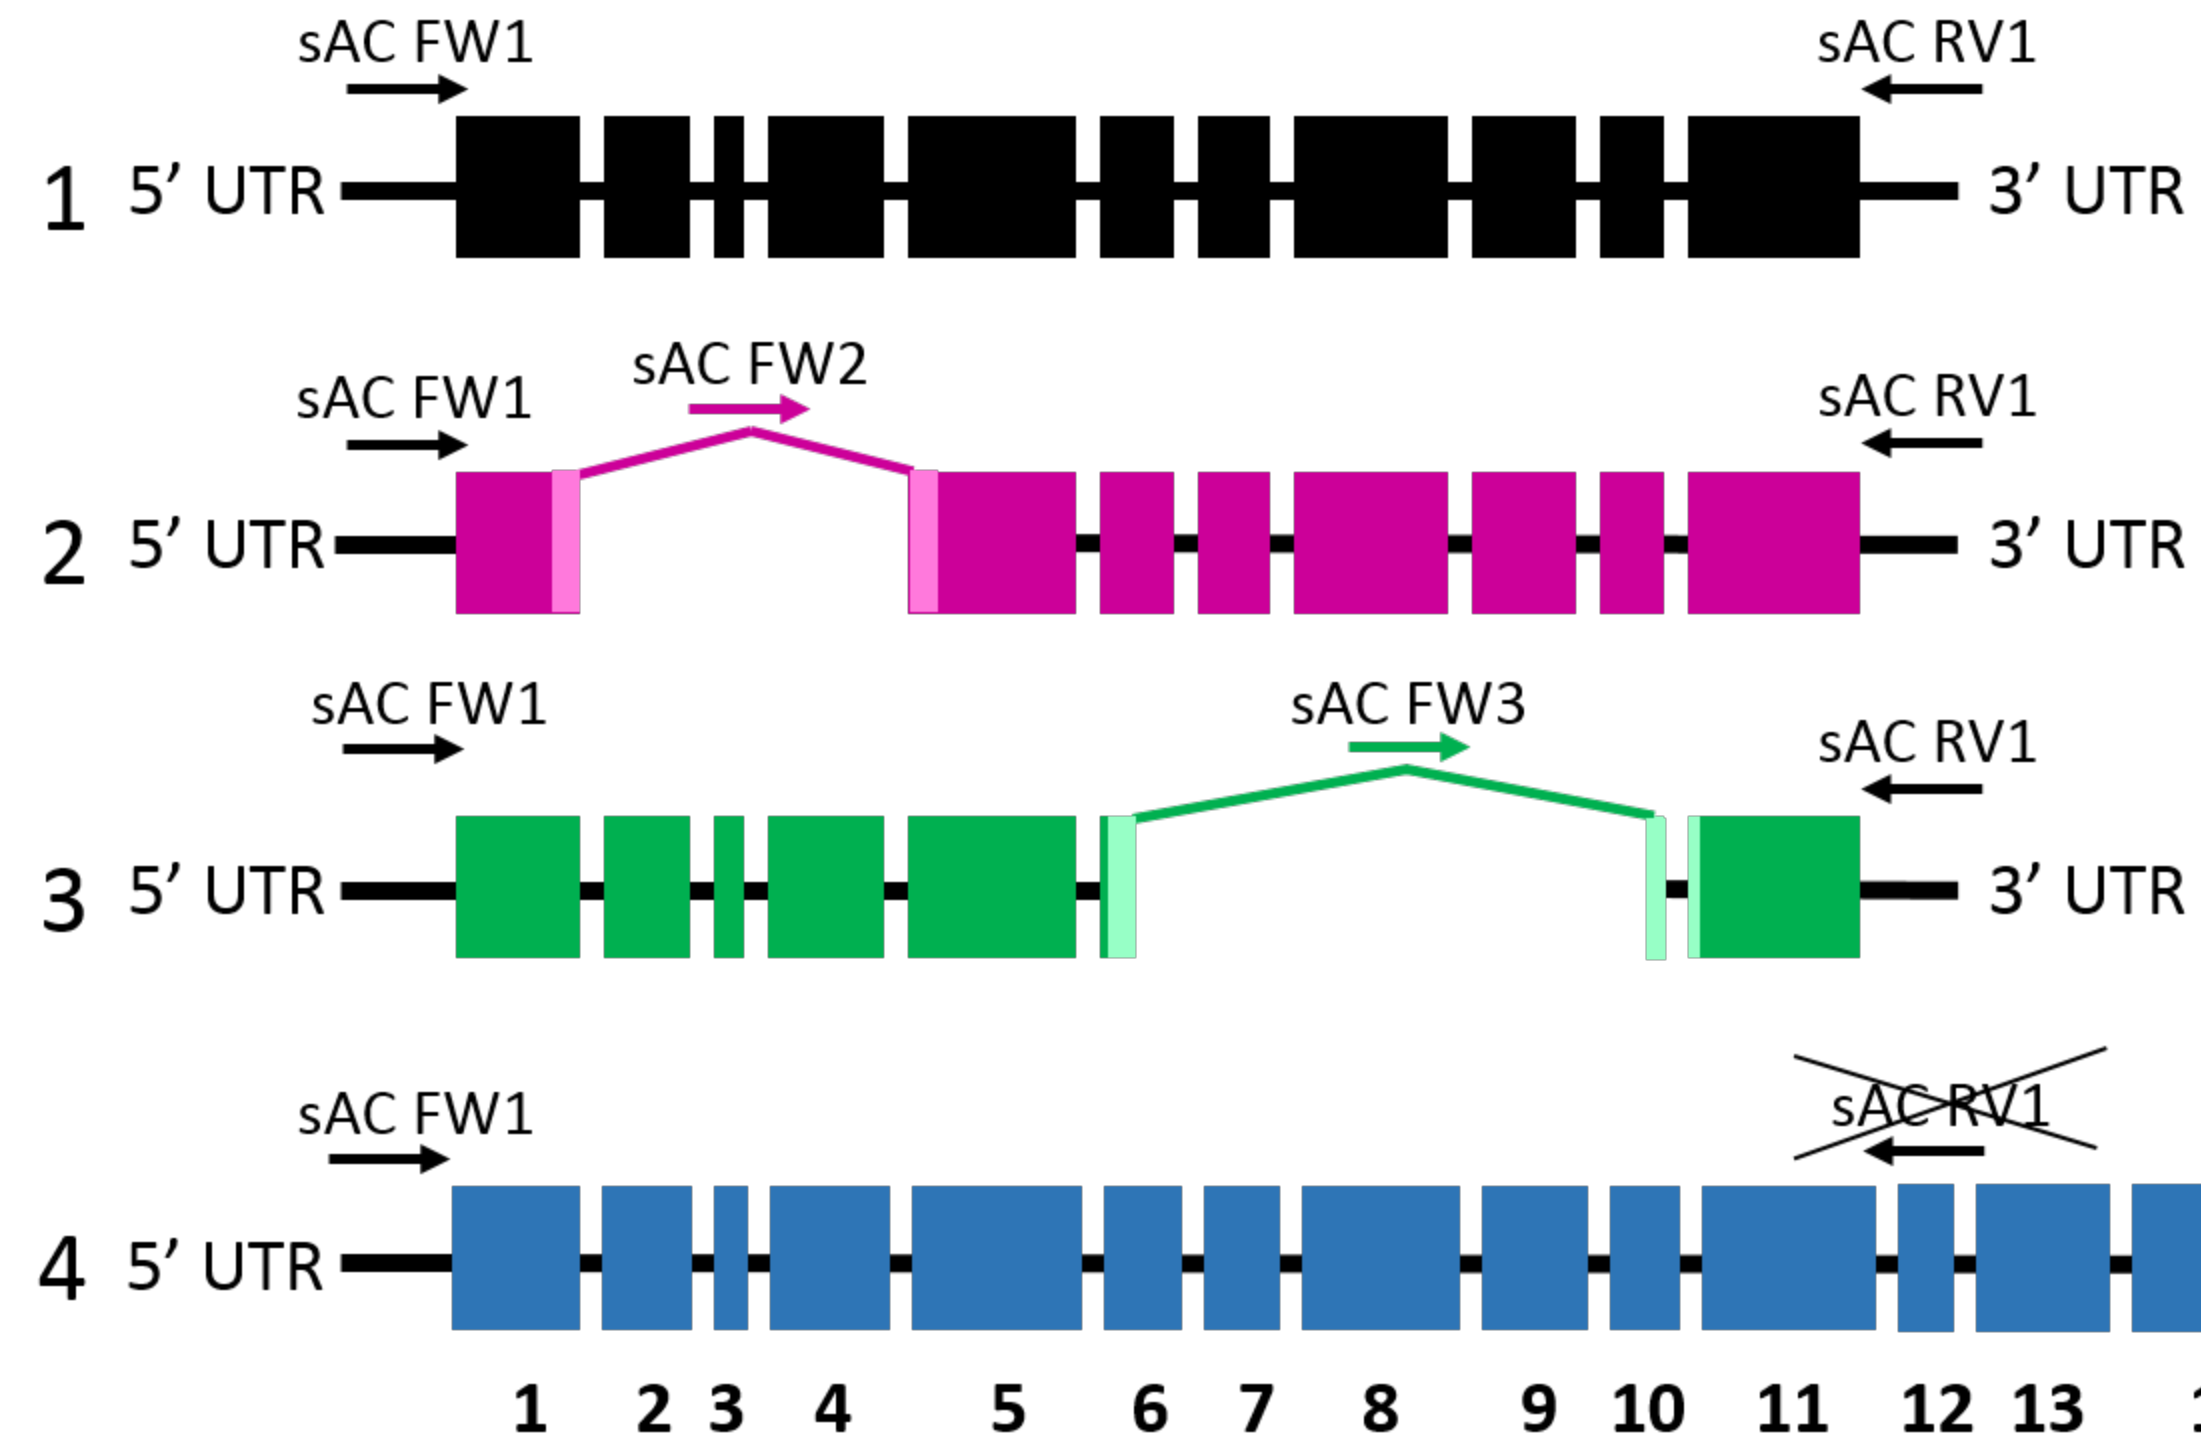 sAC FW1 sAC RV1
1 5’ UTR 3’ UTR
sAC FW2
sAC FW1 sAC RV1
2 5’ UTR 3’ UTR
sAC FW1 sAC FW3
sAC RV1
3 5’ UTR 3’ UTR
sAC FW1 sAC RV1
4 5’ UTR
1 2 3 4 5 6 7 8 9 10 11 12 13